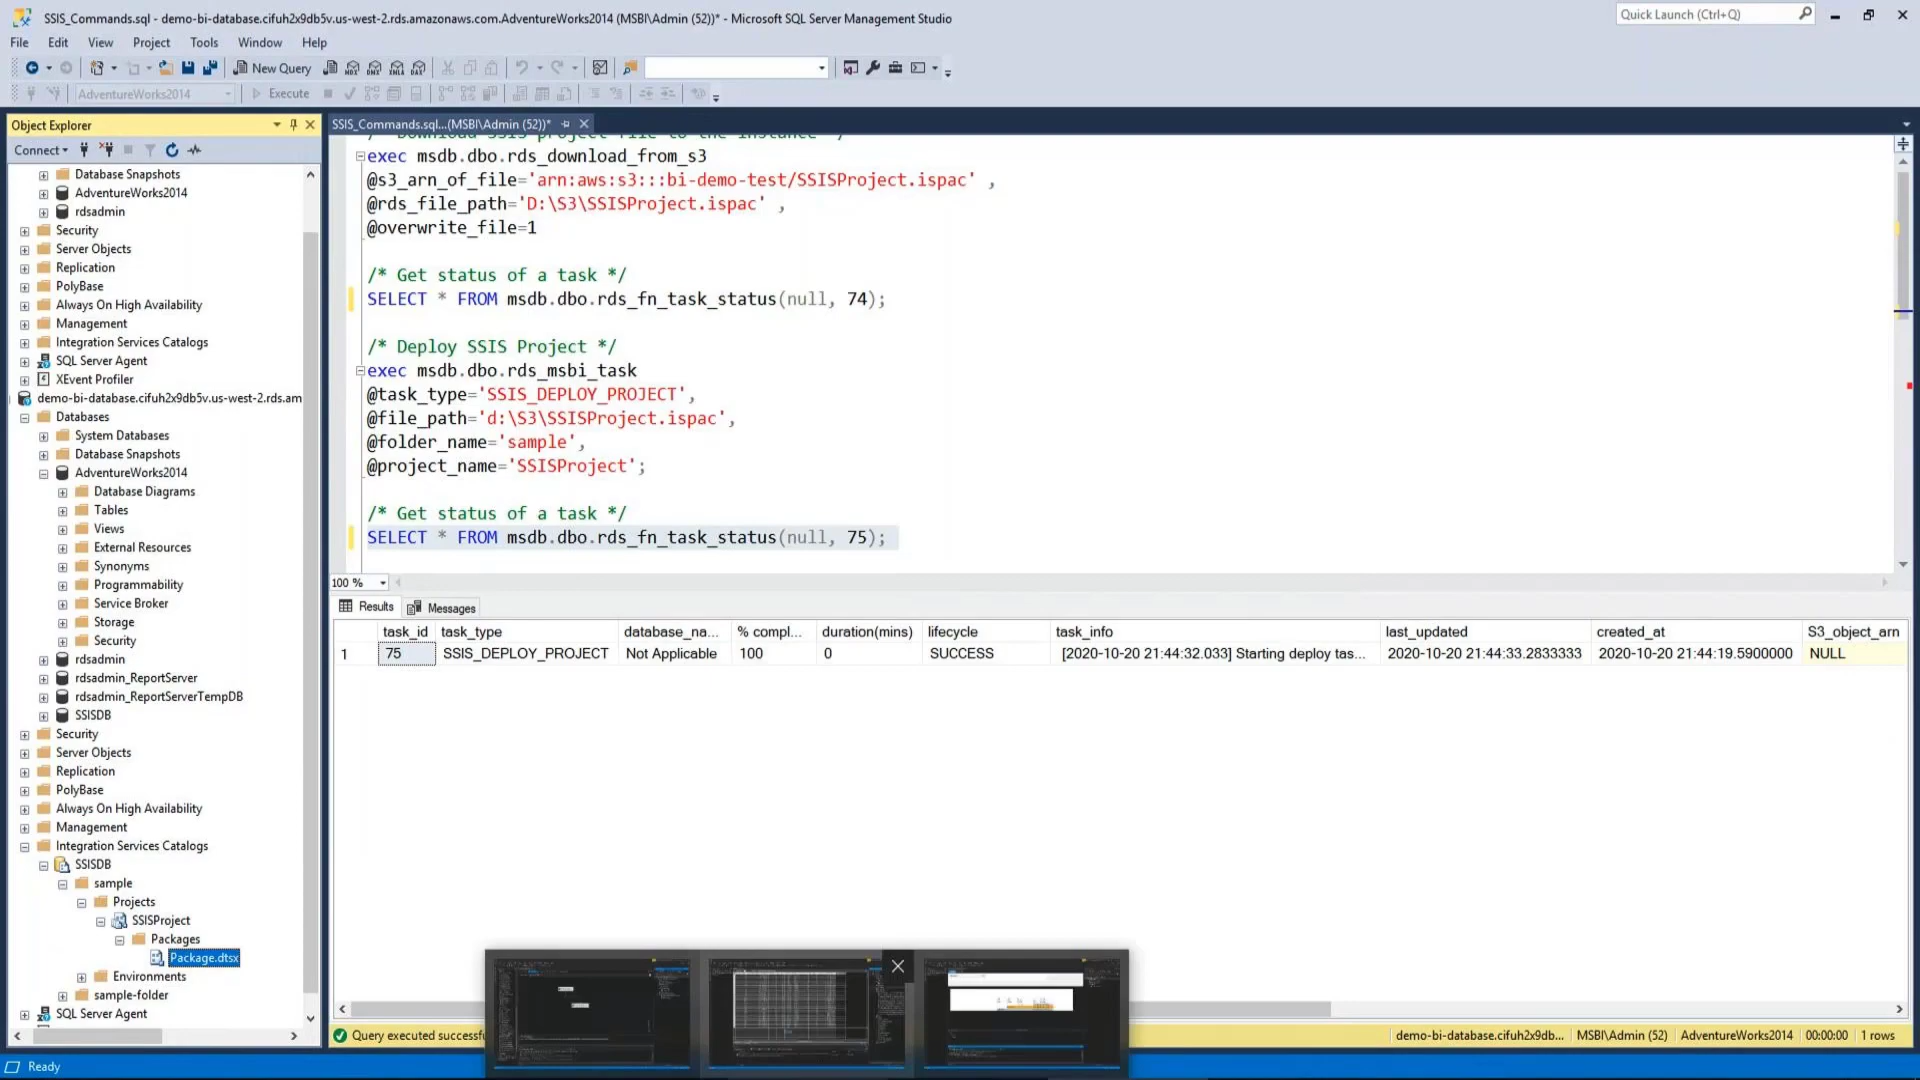 SSIS_Commands.sql - demo-bi-database.cifuh2x9db5v.us-west-2.rds.amazonaws.com.AdventureWorks2014 (MSBI\Admin (52))* - Microsoft SQL Server Management Studio
Quick Launch (Ctrl+Q)
File Edit View Project Tools Window Help
New Query
AdventureWorks2014
Execute
Object Explorer
Connect
Database Snapshots
AdventureWorks2014
rdsadmin
Security
Server Objects
Replication
PolyBase
Always On High Availability
Management
Integration Services Catalogs
SQL Server Agent
XEvent Profiler
demo-bi-database.cifuh2x9db5v.us-west-2.rds.am
Databases
System Databases
Database Snapshots
AdventureWorks2014
Database Diagrams
Tables
Views
External Resources
Synonyms
Programmability
Service Broker
Storage
Security
rdsadmin
rdsadmin_ReportServer
rdsadmin_ReportServerTempDB
SSISDB
Security
Server Objects
Replication
PolyBase
Always On High Availability
Management
Integration Services Catalogs
SSISDB
sample
Projects
SSISProject
Packages
Package.dtsx
Environments
sample-folder
SQL Server Agent
SSIS_Commands.sql...(MSBI\Admin (52))*
/* Download SSIS project file to the instance */
exec msdb.dbo.rds_download_from_s3
@s3_arn_of_file='arn:aws:s3:::bi-demo-test/SSISProject.ispac' ,
@rds_file_path='D:\S3\SSISProject.ispac' ,
@overwrite_file=1
/* Get status of a task */
SELECT * FROM msdb.dbo.rds_fn_task_status(null, 74);
/* Deploy SSIS Project */
exec msdb.dbo.rds_msbi_task
@task_type='SSIS_DEPLOY_PROJECT',
@file_path='d:\S3\SSISProject.ispac',
@folder_name='sample',
@project_name='SSISProject';
/* Get status of a task */
SELECT * FROM msdb.dbo.rds_fn_task_status(null, 75);
100 %
Results Messages
task_id task_type database_na... % compl... duration(mins) lifecycle task_info last_updated created_at S3_object_arn
1 75 SSIS_DEPLOY_PROJECT Not Applicable 100 0 SUCCESS [2020-10-20 21:44:32.033] Starting deploy tas... 2020-10-20 21:44:33.2833333 2020-10-20 21:44:19.5900000 NULL
Query executed successf
demo-bi-database.cifuh2x9db... MSBI\Admin (52) AdventureWorks2014 00:00:00 1 rows
Ready